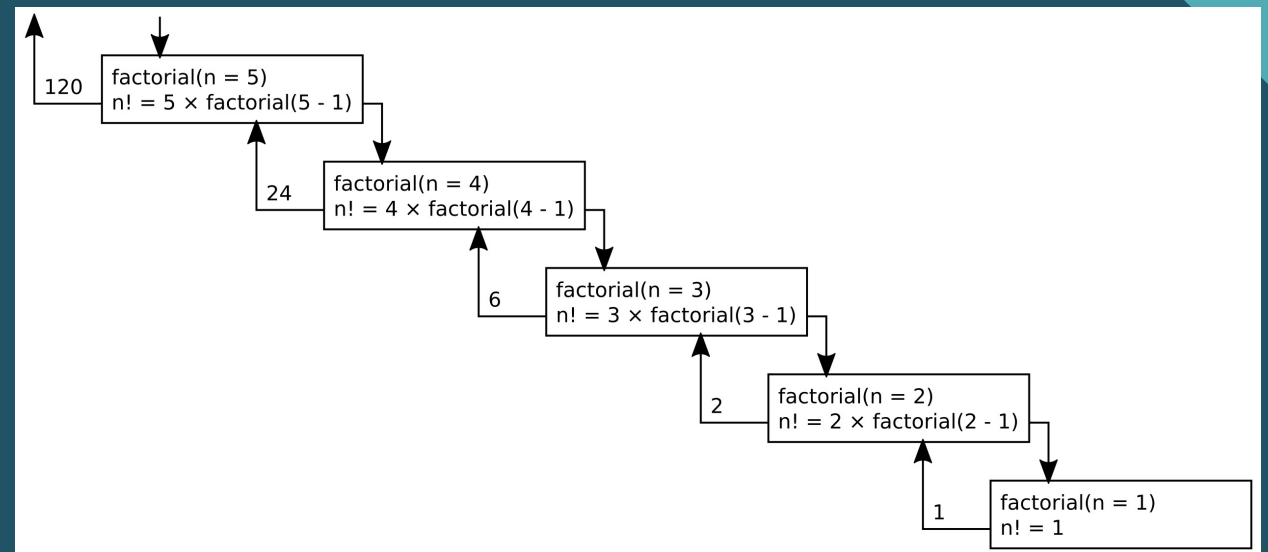 120
factorial(n = 5)
n! = 5 × factorial(5 - 1)
24
factorial(n = 4)
n! = 4 × factorial(4 - 1)
6
factorial(n = 3)
n! = 3 × factorial(3 - 1)
2
factorial(n = 2)
n! = 2 × factorial(2 - 1)
1
factorial(n = 1)
n! = 1